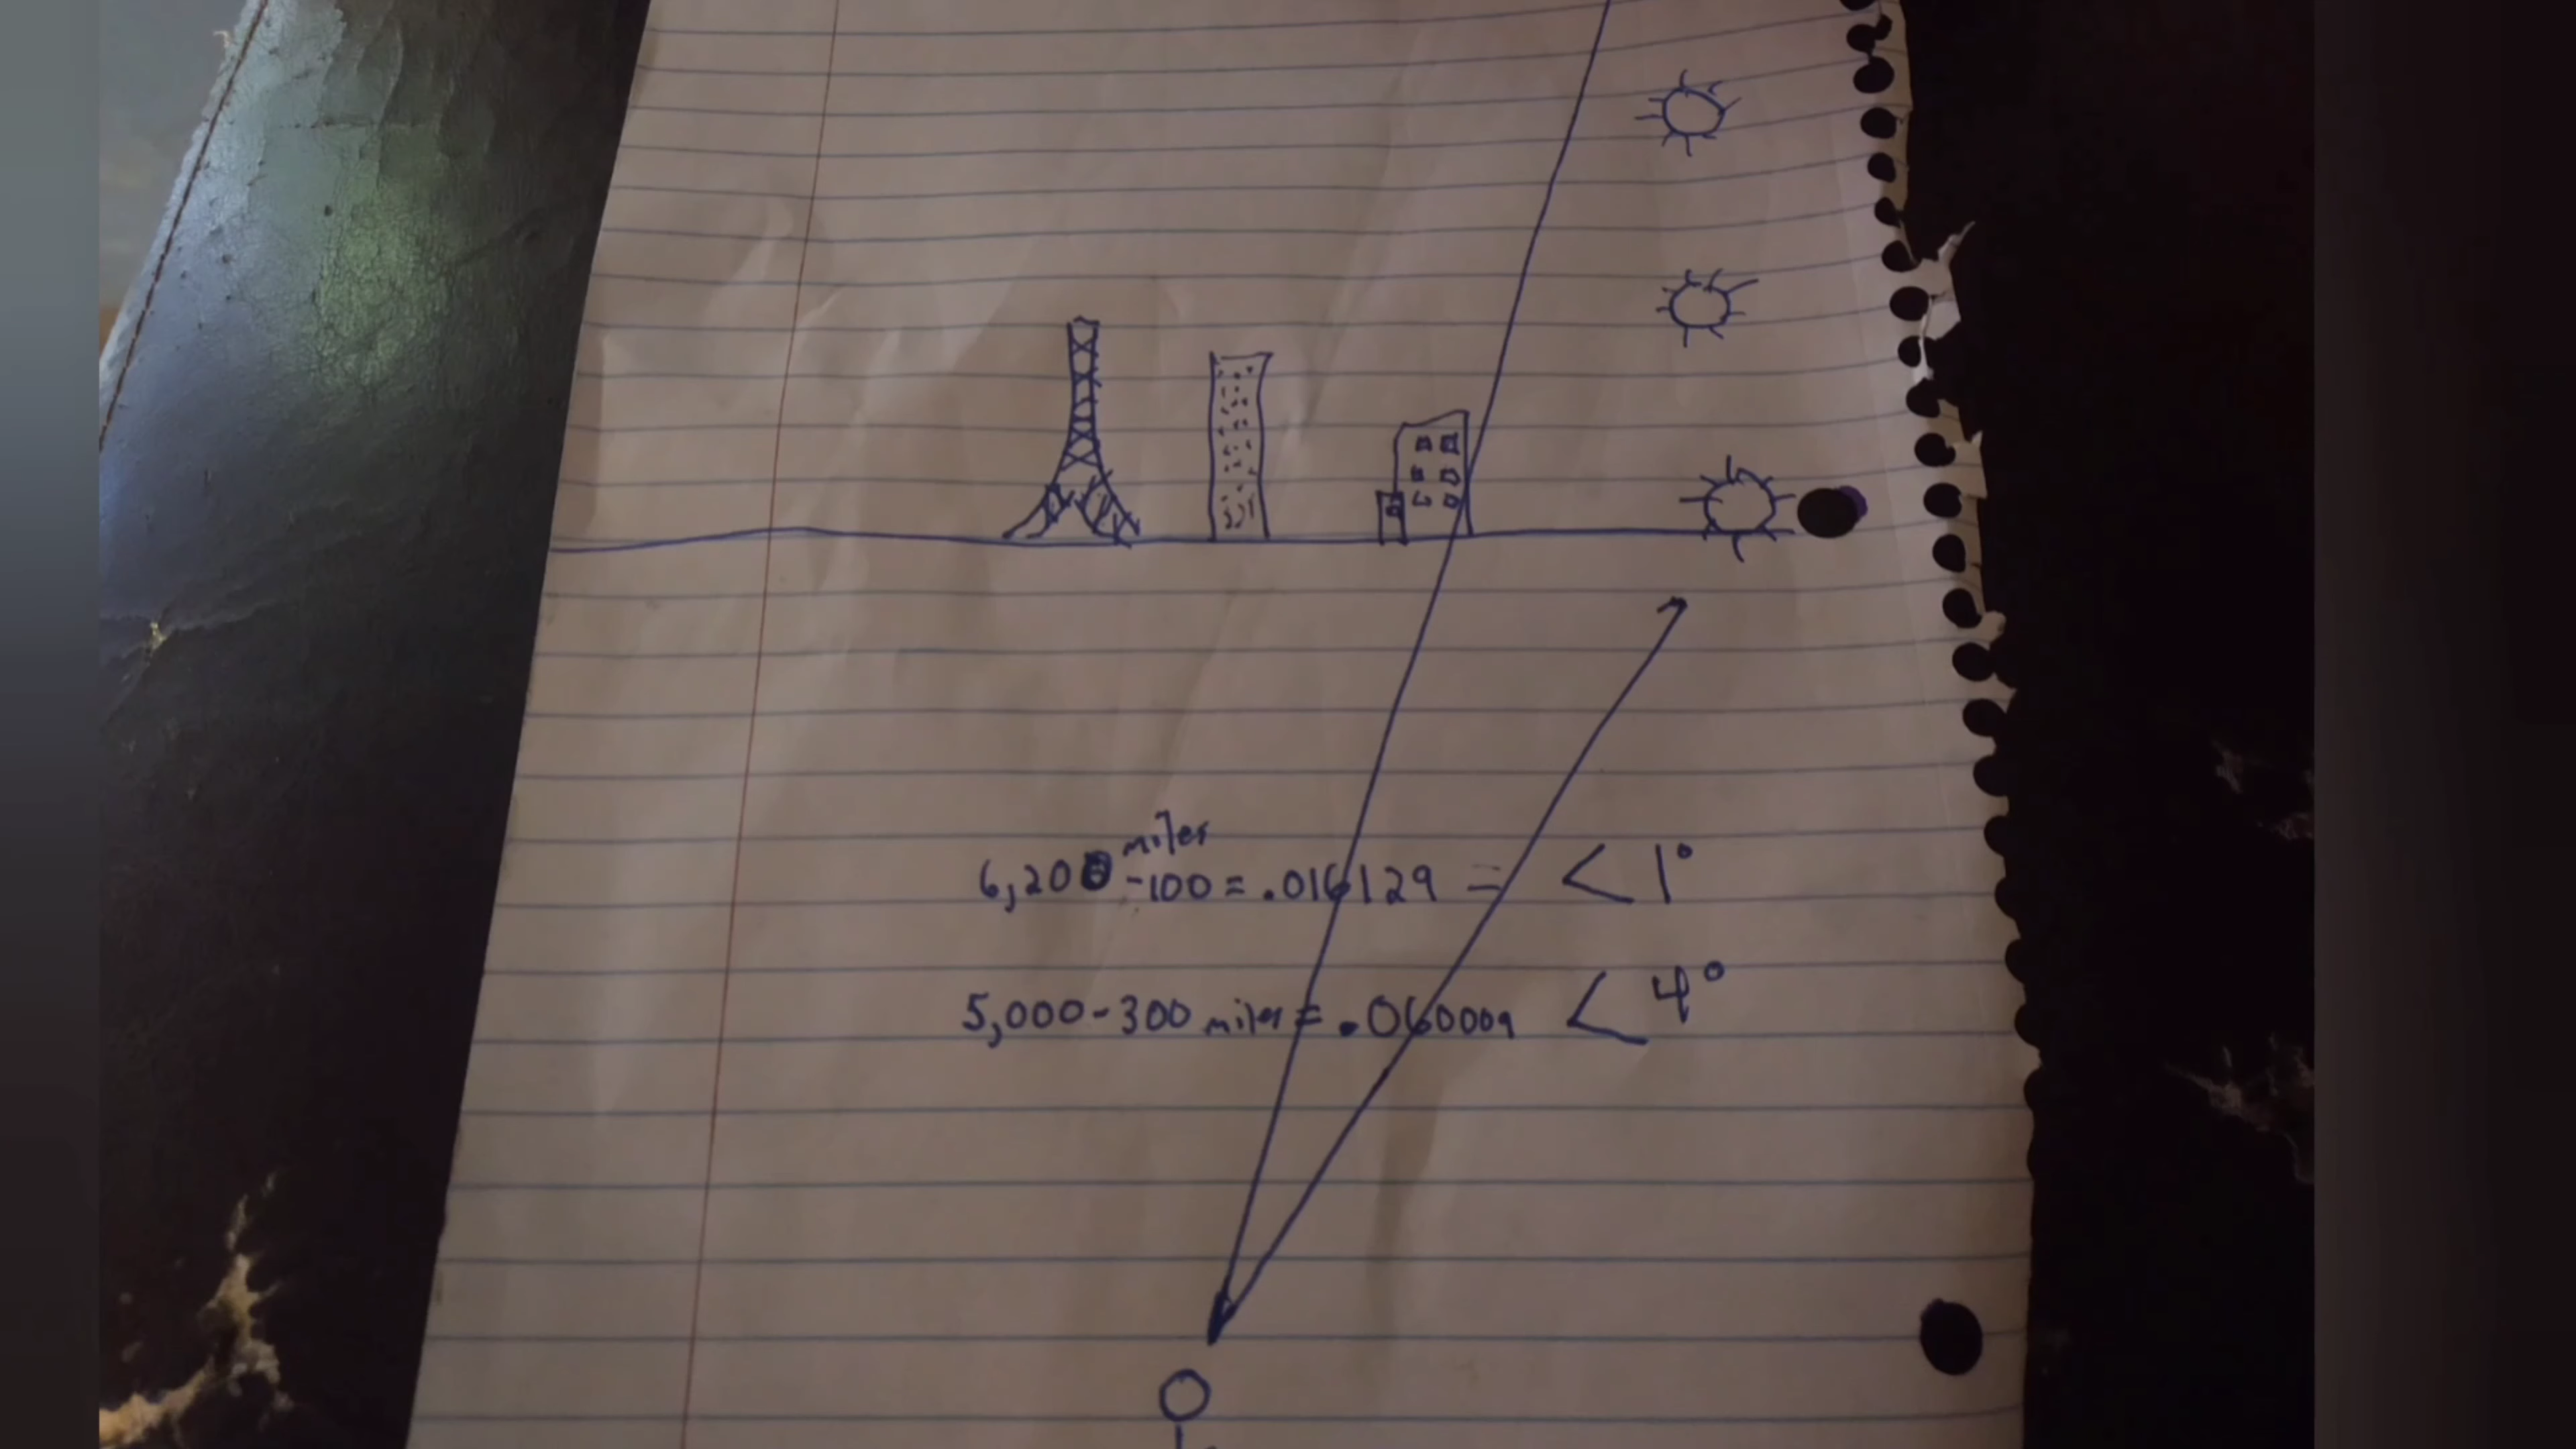 6,200 miles -100 = .016129 = < 1°
5,000-300 miles = .060009 < 4°